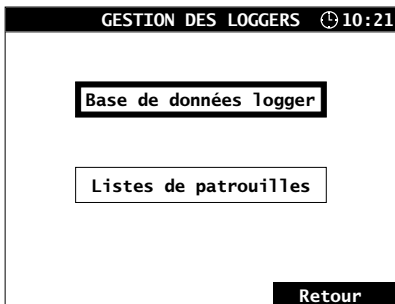 GESTION DES LOGGERS 10:21
Base de données logger
Listes de patrouilles
Retour